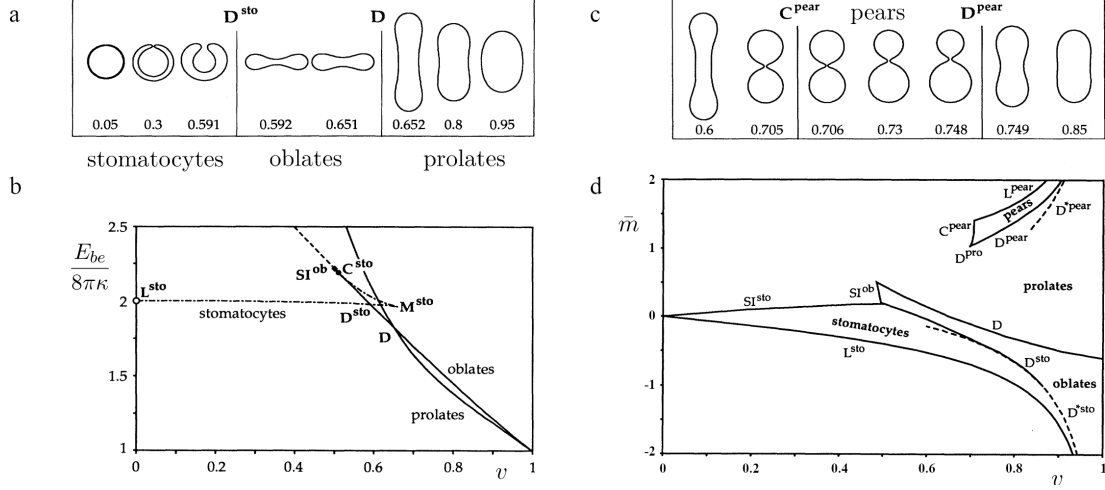 a
D^sto D
0.05 0.3 0.591 0.592 0.651 0.652 0.8 0.95
stomatocytes oblates prolates
b
E_be
8πκ
2.5
2
1.5
1
SI^ob C^sto
L^sto
M^sto
stomatocytes
D^sto
D
oblates
prolates
0 0.2 0.4 0.6 0.8 1
v
c
C^pear pears D^pear
0.6 0.705 0.706 0.73 0.748 0.749 0.85
d
m̄
2
1
0
-1
-2
L^pear
pears
D*^pear
C^pear
D^pear
D^pro
prolates
SI^ob
SI^sto
D
stomatocytes
L^sto
D^sto
oblates
D*^sto
0 0.2 0.4 0.6 0.8 1
v